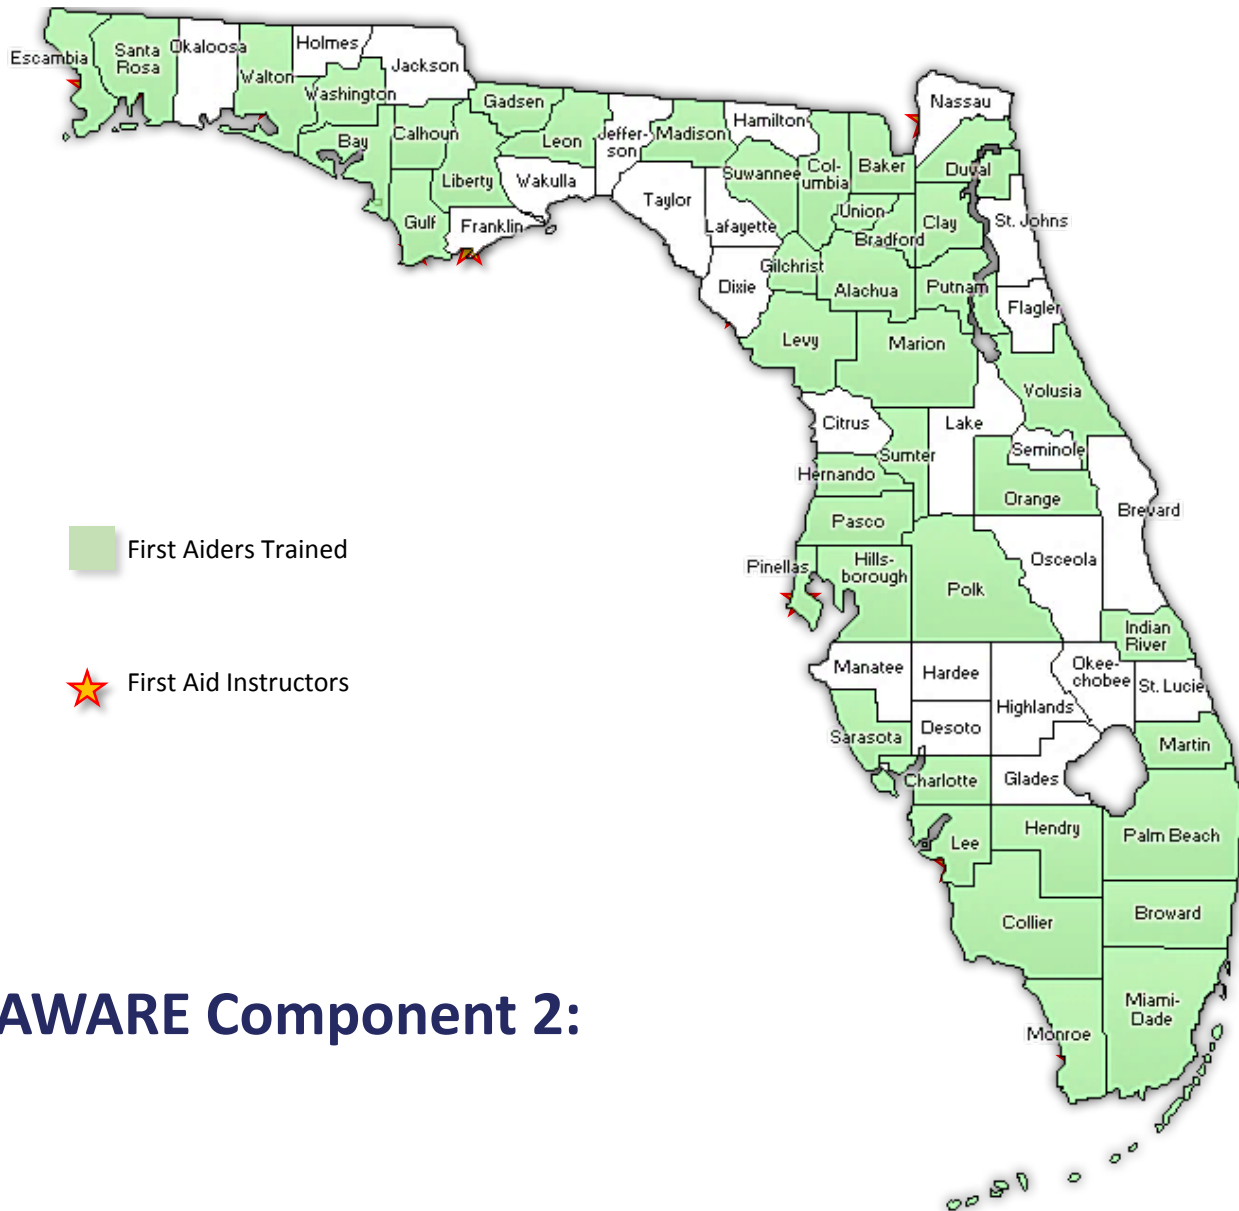 Escambia
Santa
Rosa
Okaloosa
Walton
Holmes
Jackson
Washington
Bay
Calhoun
Gulf
Liberty
Gadsen
Leon
Wakulla
Franklin
Jeffer-
son
Madison
Taylor
Hamilton
Suwannee
Lafayette
Dixie
Col-
umbia
Gilchrist
Baker
Union
Bradford
Alachua
Nassau
Duval
Clay
St. Johns
Putnam
Flagler
Levy
Marion
Volusia
Citrus
Lake
Sumter
Seminole
Hernando
Orange
Brevard
Pasco
Pinellas
Hills-
borough
Polk
Osceola
Indian
River
Manatee
Hardee
Highlands
Okee-
chobee
St. Lucie
Sarasota
Desoto
Martin
Charlotte
Glades
Lee
Hendry
Palm Beach
Collier
Broward
Monroe
Miami-
Dade
First Aiders Trained
First Aid Instructors
AWARE Component 2: